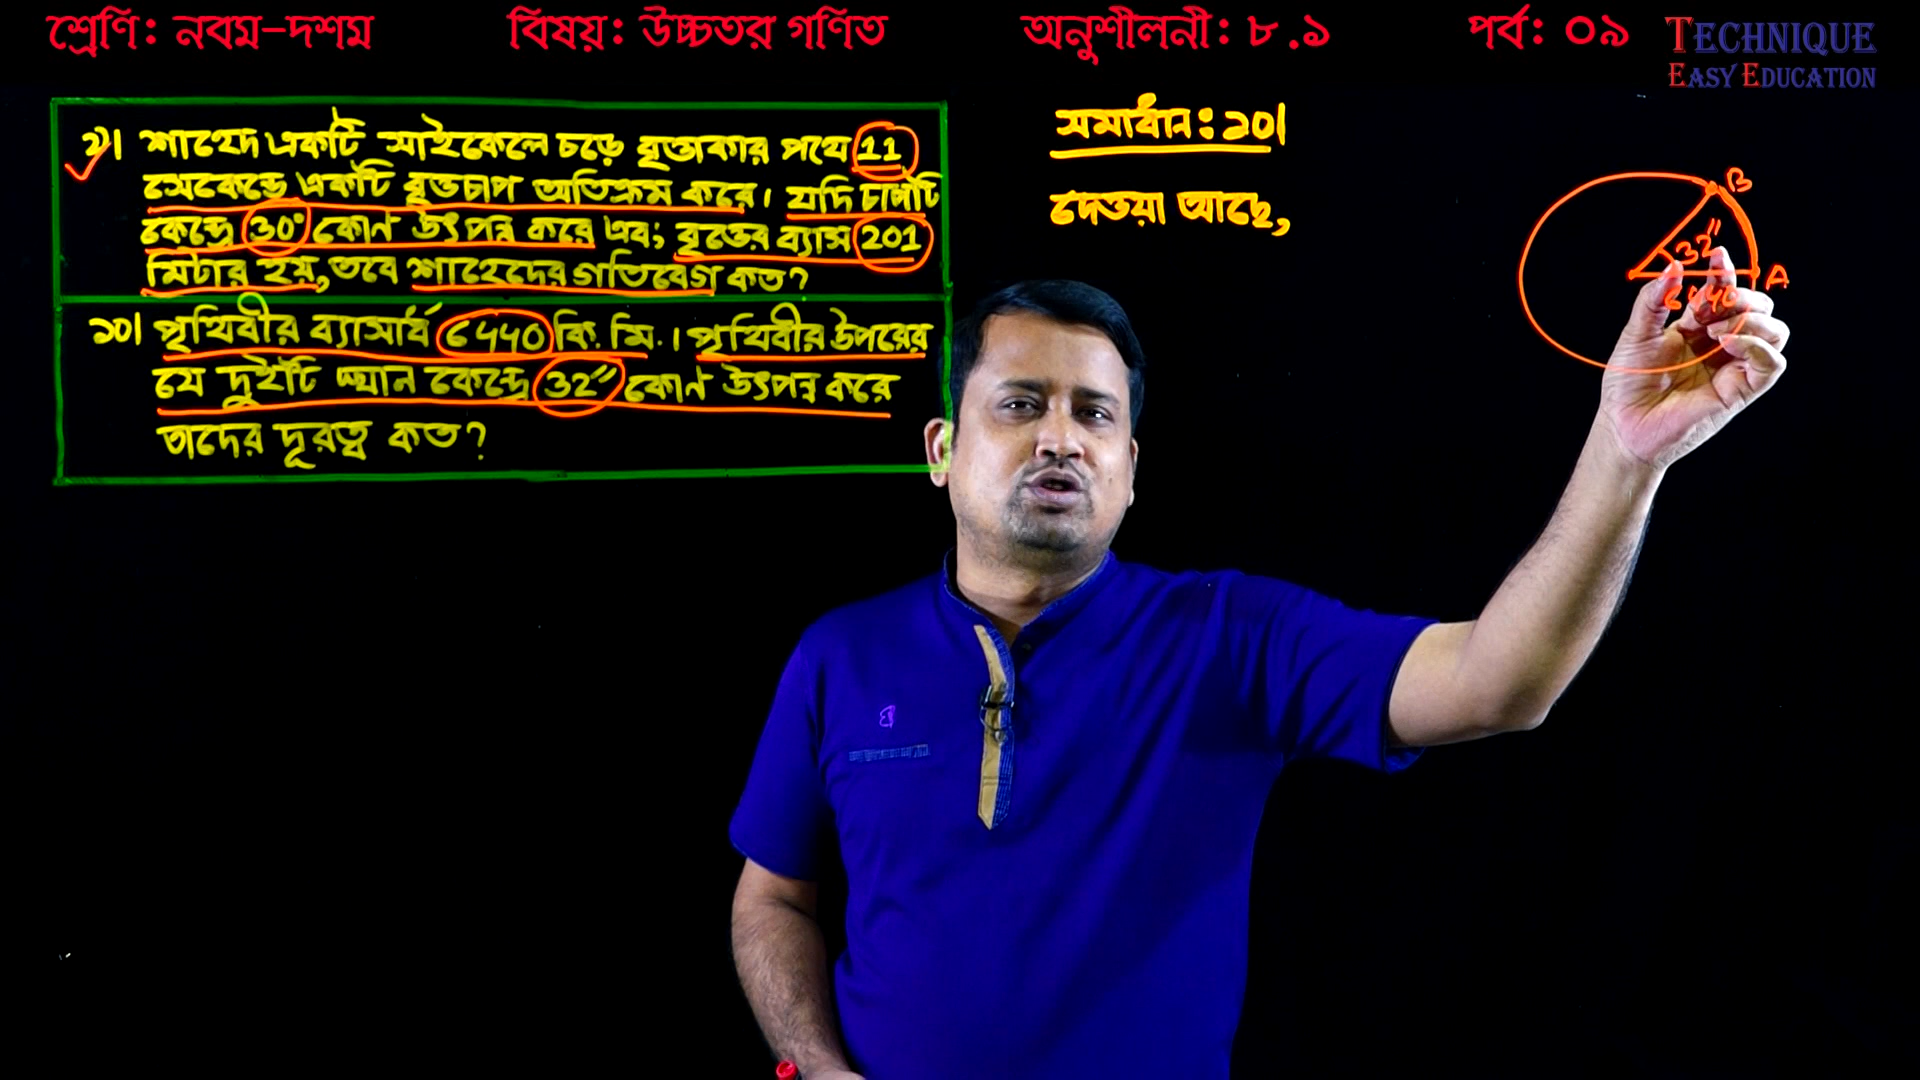 শ্রেণি: নবম-দশম বিষয়: উচ্চতর গণিত অনুশীলনী: ৮.১ পর্ব: ০৯
TECHNIQUE
EASY EDUCATION
৯। শাহেদ একটি সাইকেলে চড়ে বৃত্তাকার পথে 11
সেকেন্ডে একটি বৃত্তচাপ অতিক্রম করে। যদি চাপটি
কেন্দ্রে 30° কোণ উৎপন্ন করে এবং বৃত্তের ব্যাস 201
মিটার হয়, তবে শাহেদের গতিবেগ কত?
১০। পৃথিবীর ব্যাসার্ধ ৬৪৪০ কি. মি. । পৃথিবীর উপরের
যে দুইটি স্থান কেন্দ্রে 32″ কোণ উৎপন্ন করে
তাদের দূরত্ব কত?
সমাধান: ১০।
দেওয়া আছে,
B
32″
A